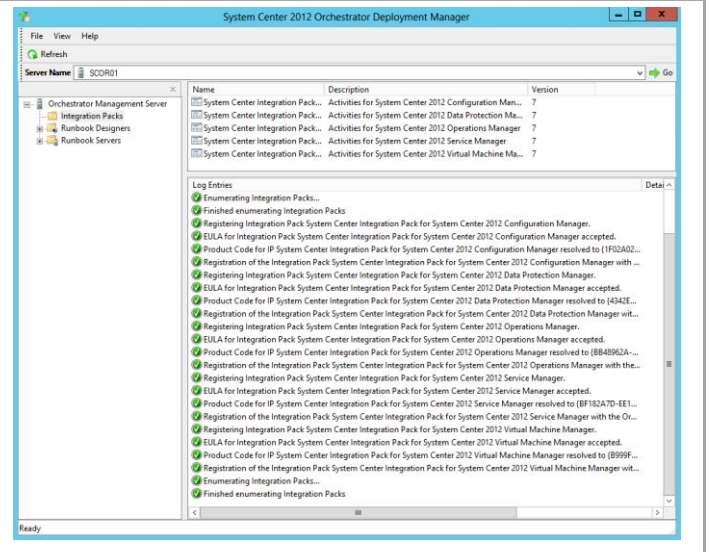 System Center 2012 Orchestrator Deployment Manager
File View Help
Refresh
Server Name SCOR01 Go
Orchestrator Management Server
Integration Packs
Runbook Designers
Runbook Servers
Name Description Version
System Center Integration Pack... Activities for System Center 2012 Configuration Man... 7
System Center Integration Pack... Activities for System Center 2012 Data Protection Ma... 7
System Center Integration Pack... Activities for System Center 2012 Operations Manager 7
System Center Integration Pack... Activities for System Center 2012 Service Manager 7
System Center Integration Pack... Activities for System Center 2012 Virtual Machine Ma... 7
Log Entries Detai
Enumerating Integration Packs...
Finished enumerating Integration Packs
Registering Integration Pack System Center Integration Pack for System Center 2012 Configuration Manager.
EULA for Integration Pack System Center Integration Pack for System Center 2012 Configuration Manager accepted.
Product Code for IP System Center Integration Pack for System Center 2012 Configuration Manager resolved to {1F02A02...
Registration of the Integration Pack System Center Integration Pack for System Center 2012 Configuration Manager with ...
Registering Integration Pack System Center Integration Pack for System Center 2012 Data Protection Manager.
EULA for Integration Pack System Center Integration Pack for System Center 2012 Data Protection Manager accepted.
Product Code for IP System Center Integration Pack for System Center 2012 Data Protection Manager resolved to {4342E...
Registration of the Integration Pack System Center Integration Pack for System Center 2012 Data Protection Manager wit...
Registering Integration Pack System Center Integration Pack for System Center 2012 Operations Manager.
EULA for Integration Pack System Center Integration Pack for System Center 2012 Operations Manager accepted.
Product Code for IP System Center Integration Pack for System Center 2012 Operations Manager resolved to {BB48962A-...
Registration of the Integration Pack System Center Integration Pack for System Center 2012 Operations Manager with the...
Registering Integration Pack System Center Integration Pack for System Center 2012 Service Manager.
EULA for Integration Pack System Center Integration Pack for System Center 2012 Service Manager accepted.
Product Code for IP System Center Integration Pack for System Center 2012 Service Manager resolved to {BF182A7D-EE1...
Registration of the Integration Pack System Center Integration Pack for System Center 2012 Service Manager with the Or...
Registering Integration Pack System Center Integration Pack for System Center 2012 Virtual Machine Manager.
EULA for Integration Pack System Center Integration Pack for System Center 2012 Virtual Machine Manager accepted.
Product Code for IP System Center Integration Pack for System Center 2012 Virtual Machine Manager resolved to {B999F...
Registration of the Integration Pack System Center Integration Pack for System Center 2012 Virtual Machine Manager wit...
Enumerating Integration Packs...
Finished enumerating Integration Packs
Ready